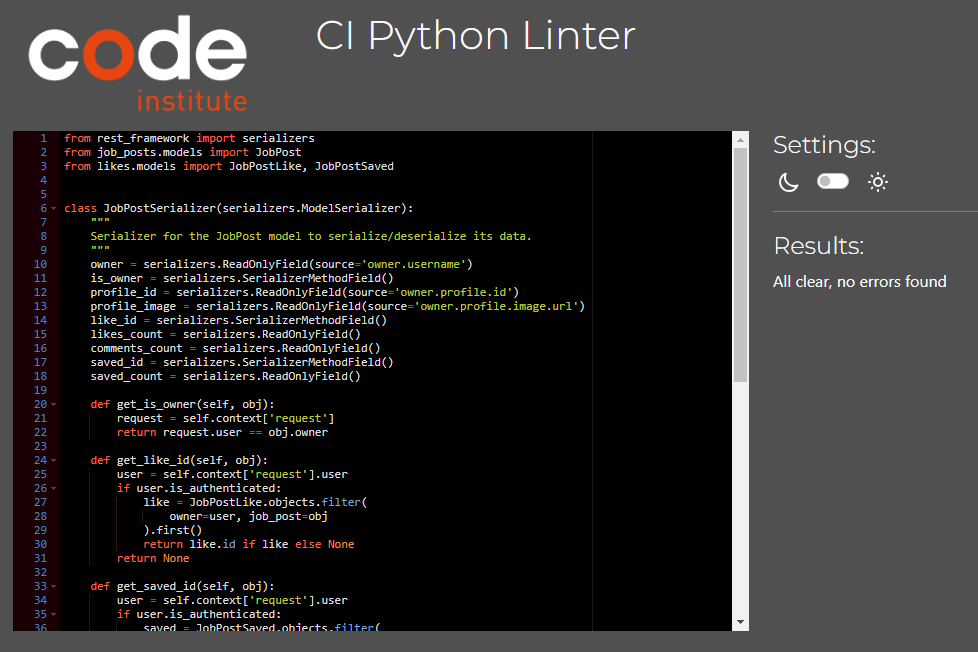 code
institute
CI Python Linter
1 from rest_framework import serializers
2 from job_posts.models import JobPost
3 from likes.models import JobPostLike, JobPostSaved
4
5
6 class JobPostSerializer(serializers.ModelSerializer):
7     """
8     Serializer for the JobPost model to serialize/deserialize its data.
9     """
10     owner = serializers.ReadOnlyField(source='owner.username')
11     is_owner = serializers.SerializerMethodField()
12     profile_id = serializers.ReadOnlyField(source='owner.profile.id')
13     profile_image = serializers.ReadOnlyField(source='owner.profile.image.url')
14     like_id = serializers.SerializerMethodField()
15     likes_count = serializers.ReadOnlyField()
16     comments_count = serializers.ReadOnlyField()
17     saved_id = serializers.SerializerMethodField()
18     saved_count = serializers.ReadOnlyField()
19
20     def get_is_owner(self, obj):
21         request = self.context['request']
22         return request.user == obj.owner
23
24     def get_like_id(self, obj):
25         user = self.context['request'].user
26         if user.is_authenticated:
27             like = JobPostLike.objects.filter(
28                 owner=user, job_post=obj
29             ).first()
30             return like.id if like else None
31         return None
32
33     def get_saved_id(self, obj):
34         user = self.context['request'].user
35         if user.is_authenticated:
36             saved = JobPostSaved.objects.filter(
Settings:
Results:
All clear, no errors found